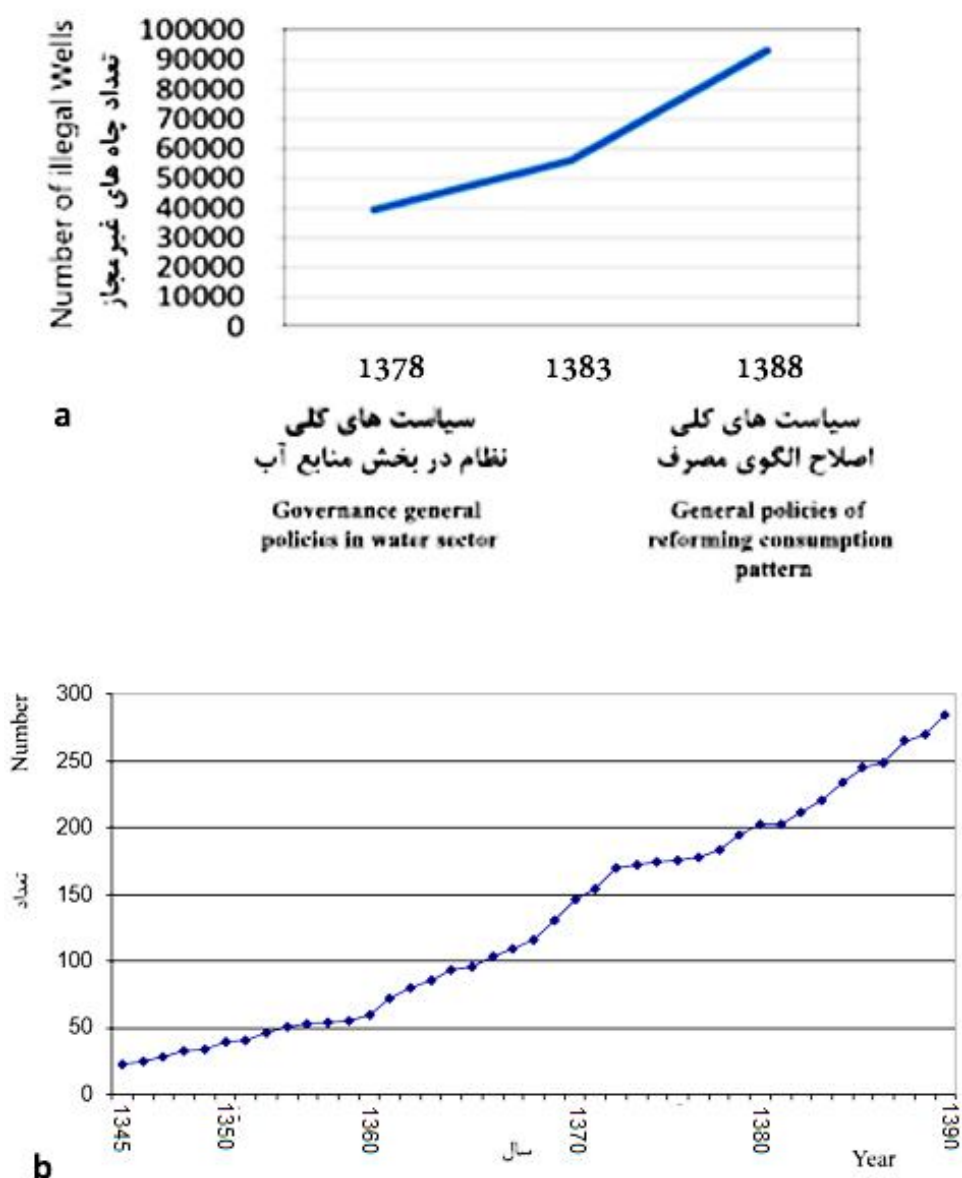 Number of illegal Wells
تعداد چاه های غیرمجاز
100000
90000
80000
70000
60000
50000
40000
30000
20000
10000
0
1378 1383 1388
a
سیاست های کلی
نظام در بخش منابع آب
Governance general
policies in water sector
سیاست های کلی
اصلاح الگوی مصرف
General policies of
reforming consumption
pattern
Number
تعداد
300
250
200
150
100
50
0
1345 1350 1360 1370 1380 1390
سال
Year
b